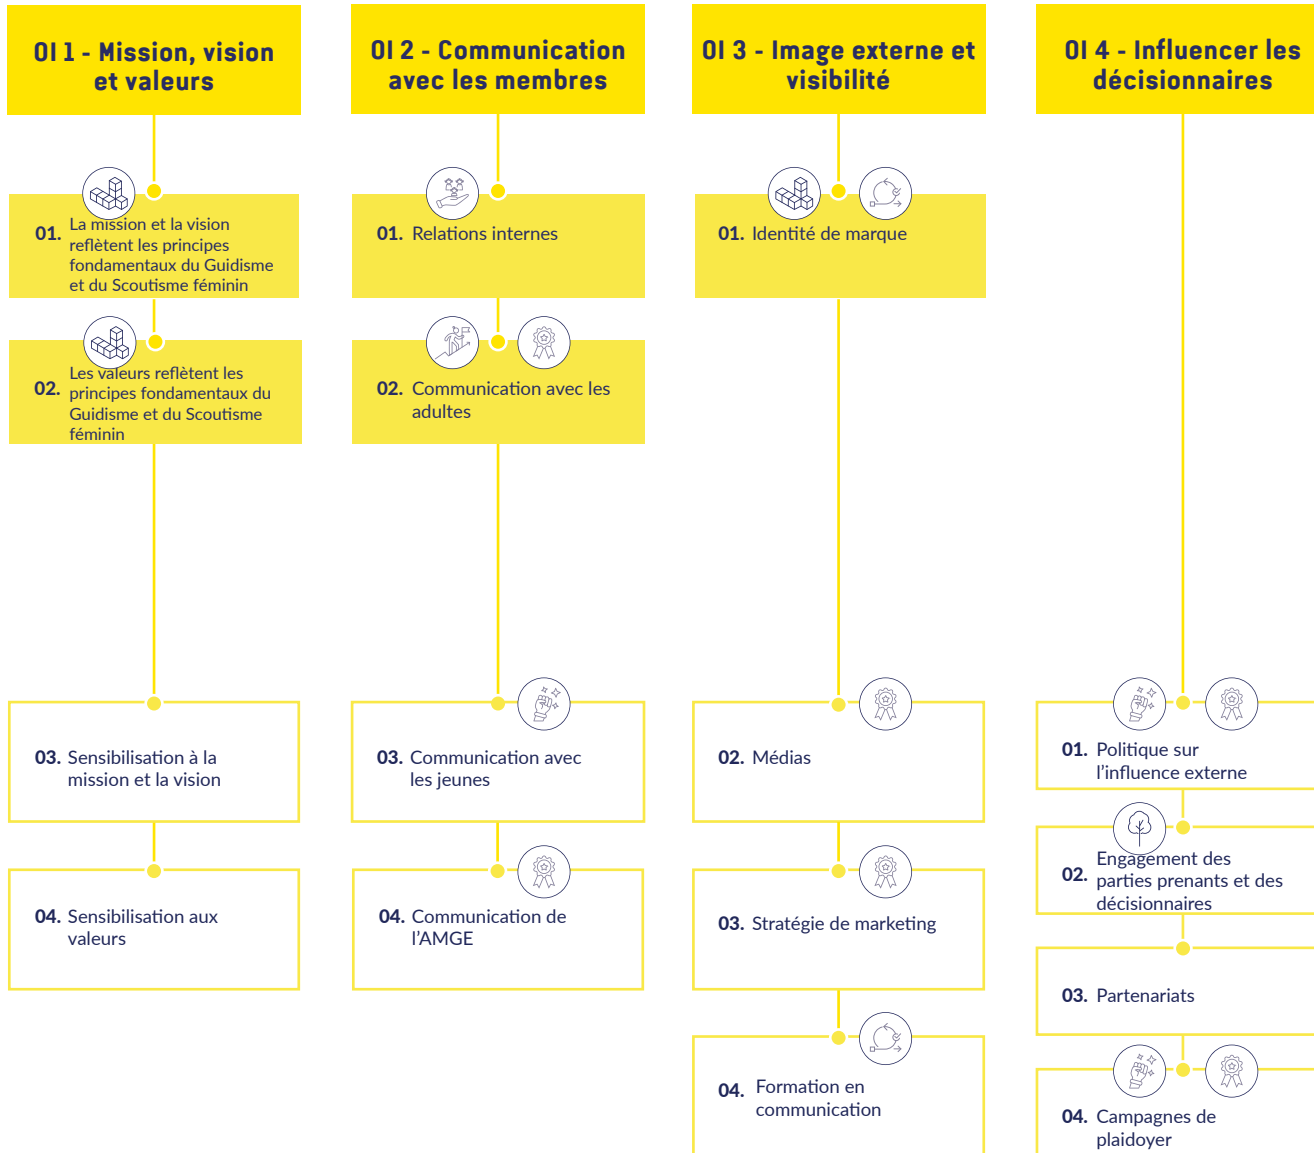 OI 1 - Mission, vision
et valeurs
01.
La mission et la vision
reflètent les principes
fondamentaux du Guidisme
et du Scoutisme féminin
02.
Les valeurs reflètent les
principes fondamentaux du
Guidisme et du Scoutisme
féminin
03. Sensibilisation à la
mission et la vision
04. Sensibilisation aux
valeurs
OI 2 - Communication
avec les membres
01. Relations internes
02. Communication avec les
adultes
03. Communication avec
les jeunes
04. Communication de
l'AMGE
OI 3 - Image externe et
visibilité
01. Identité de marque
02. Médias
03. Stratégie de marketing
04. Formation en
communication
OI 4 - Influencer les
décisionnaires
01. Politique sur
l'influence externe
02.
Engagement des
parties prenants et des
décisionnaires
03. Partenariats
04. Campagnes de
plaidoyer